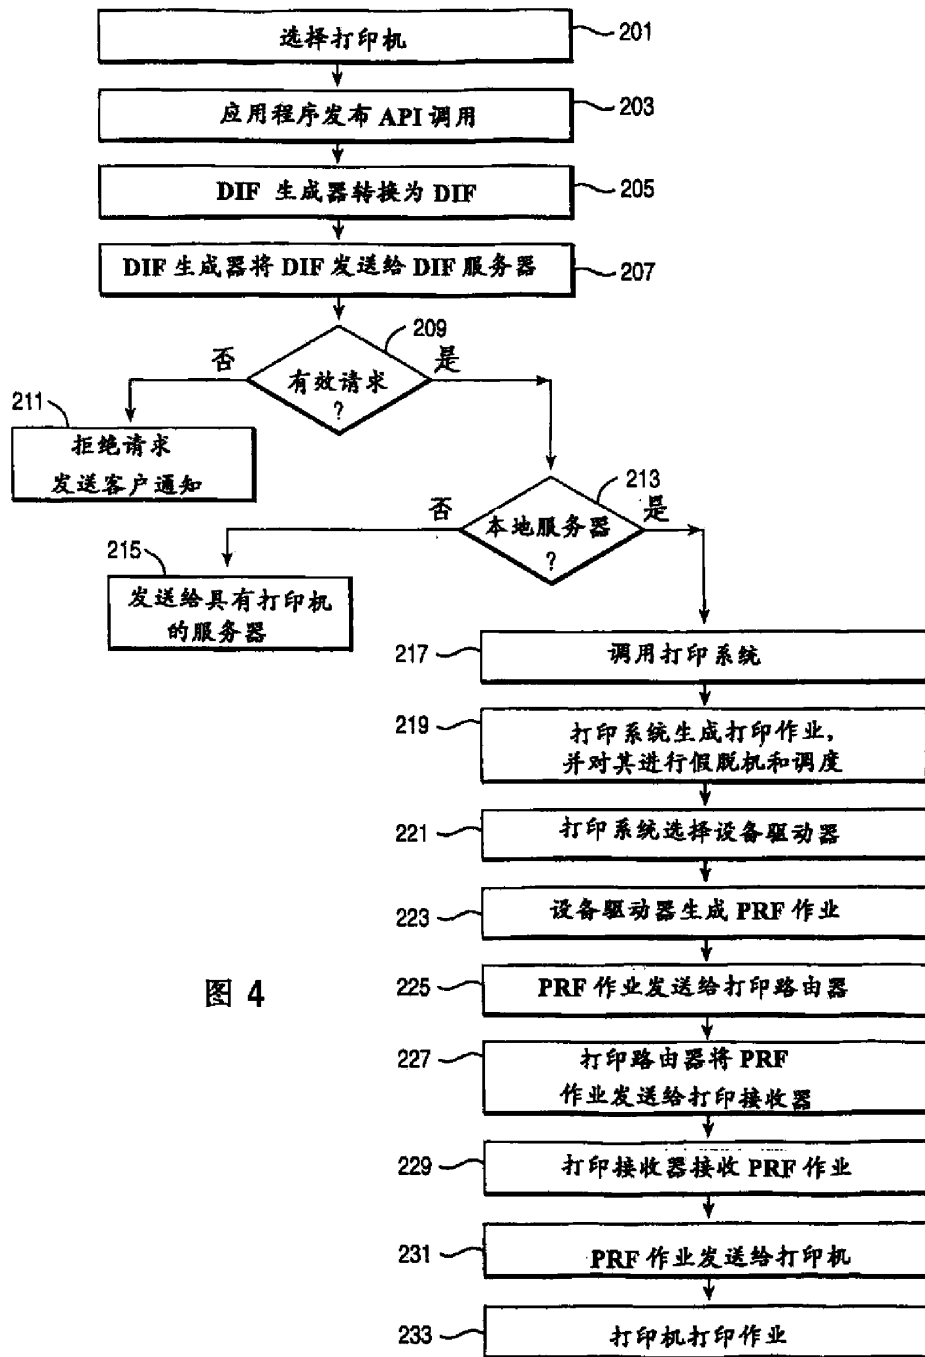 选择打印机
201
应用程序发布 API 调用
203
DIF 生成器转换为 DIF
205
DIF 生成器将 DIF 发送给 DIF 服务器
207
209
否
是
有效请求
?
211
拒绝请求
发送客户通知
213
否
是
本地服务器
?
215
发送给具有打印机
的服务器
217
调用打印系统
219
打印系统生成打印作业,
并对其进行假脱机和调度
221
打印系统选择设备驱动器
223
设备驱动器生成 PRF 作业
图 4
225
PRF 作业发送给打印路由器
227
打印路由器将 PRF
作业发送给打印接收器
229
打印接收器接收 PRF 作业
231
PRF 作业发送给打印机
233
打印机打印作业